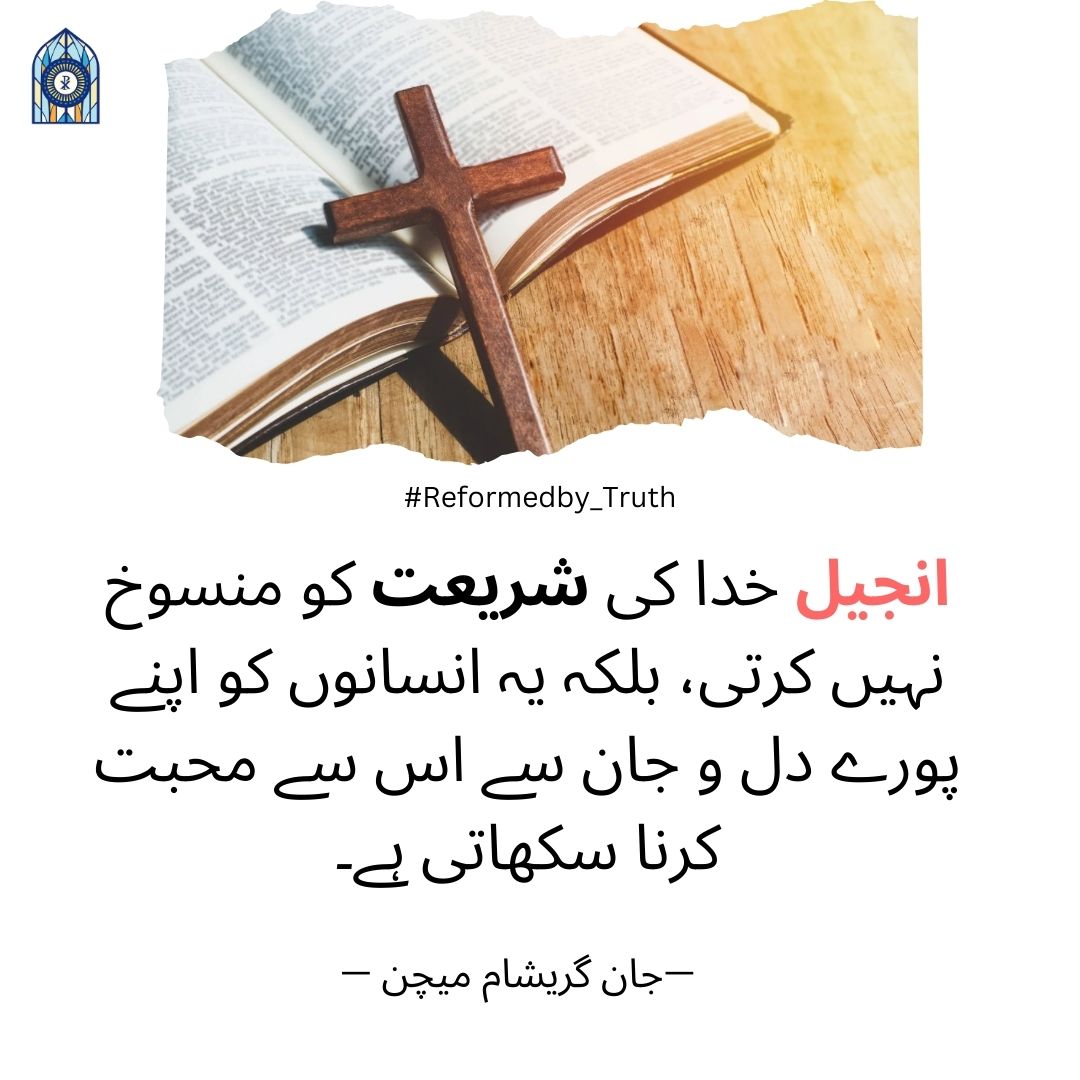 #Reformedby_Truth
انجیل خدا کی شریعت کو منسوخ
نہیں کرتی، بلکہ یہ انسانوں کو اپنے
پورے دل و جان سے اس سے محبت
کرنا سکھاتی ہے۔
—جان گریشام میچن —